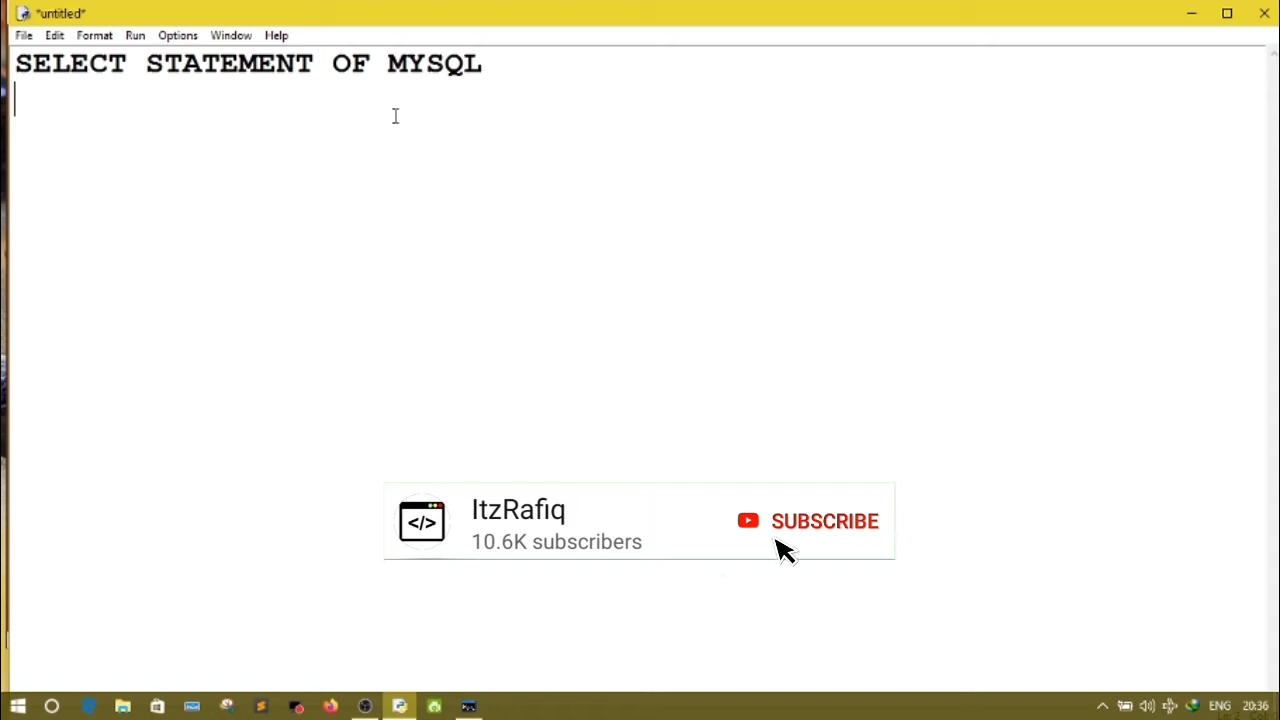 *untitled*
File Edit Format Run Options Window Help
SELECT STATEMENT OF MYSQL
</>
ItzRafiq
10.6K subscribers
SUBSCRIBE
ENG 20:36